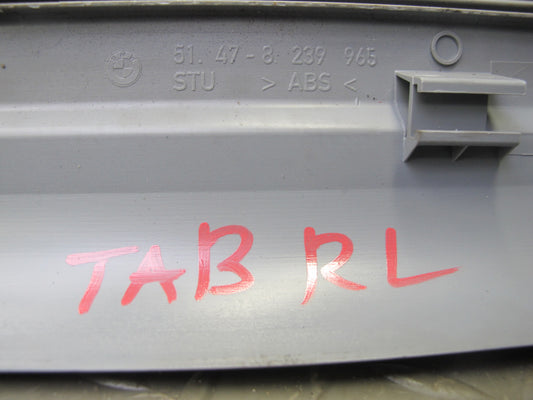 51.47-8 239 965
STU > ABS <
TAB RL